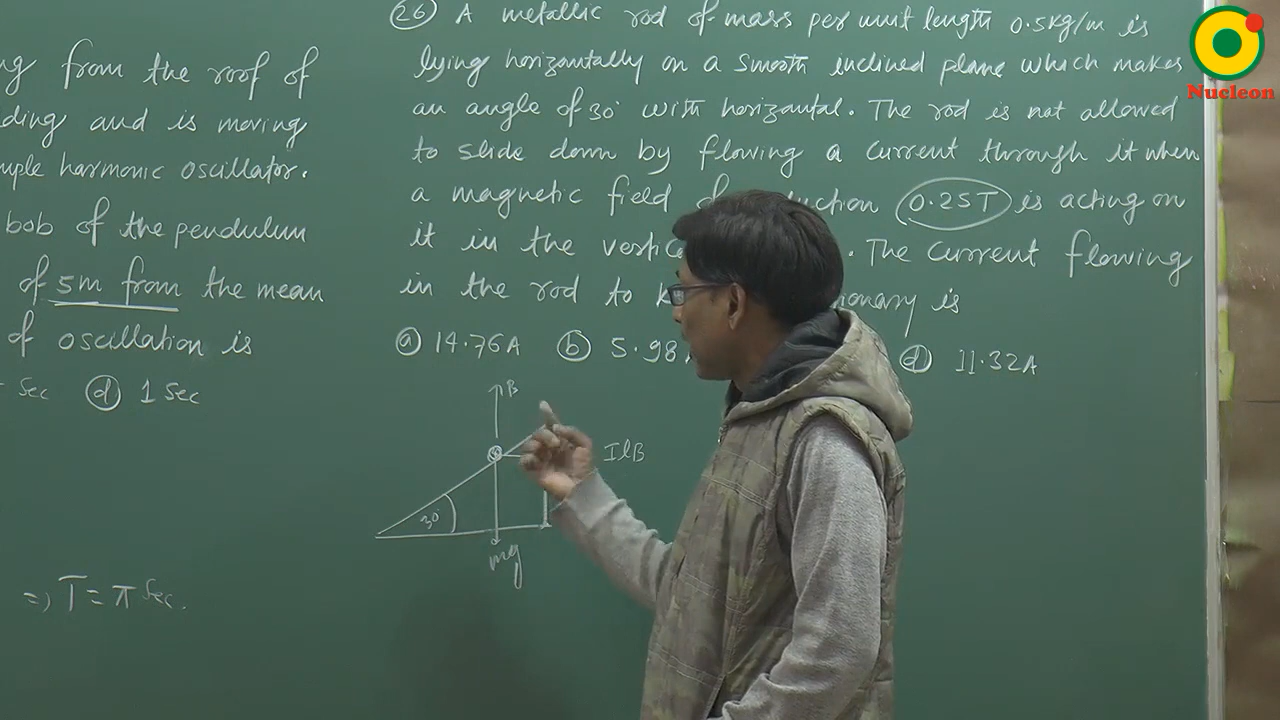 ng from the roof of
ding and is moving
mple harmonic oscillator.
bob of the pendulum
of 5m from the mean
of oscillation is
Sec (d) 1 Sec
=) T = π Sec.
(26) A metallic rod of mass per unit length 0.5kg/m is
lying horizontally on a smooth inclined plane which makes
an angle of 30° with horizontal. The rod is not allowed
to slide down by flowing a current through it when
a magnetic field of uction 0.25T is acting on
it in the vertica . The current flowing
in the rod to k ionary is
(a) 14.76A (b) 5.98 (d) 11.32A
B
IlB
30°
mg
Nucleon